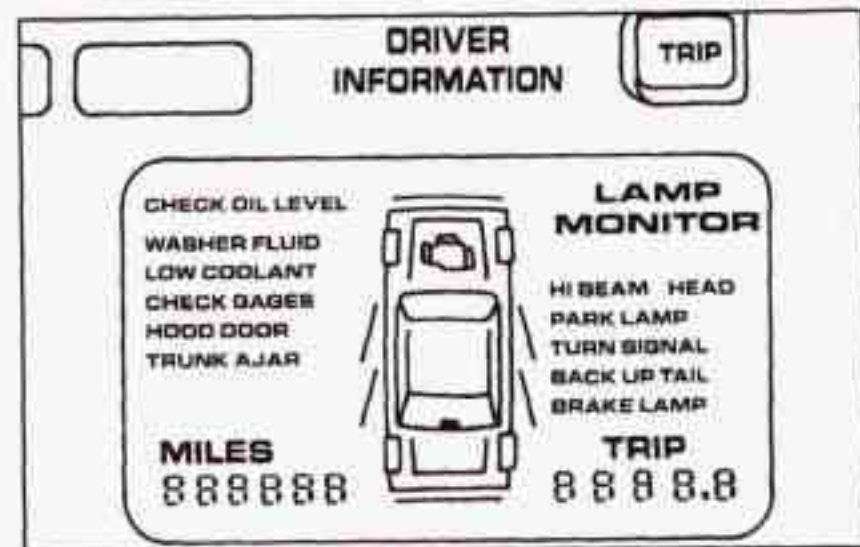 DRIVER
INFORMATION
TRIP
CHECK OIL LEVEL
WASHER FLUID
LOW COOLANT
CHECK GAGES
HOOD DOOR
TRUNK AJAR
MILES
888888
LAMP
MONITOR
HI BEAM HEAD
PARK LAMP
TURN SIGNAL
BACK UP TAIL
BRAKE LAMP
TRIP
8888.8